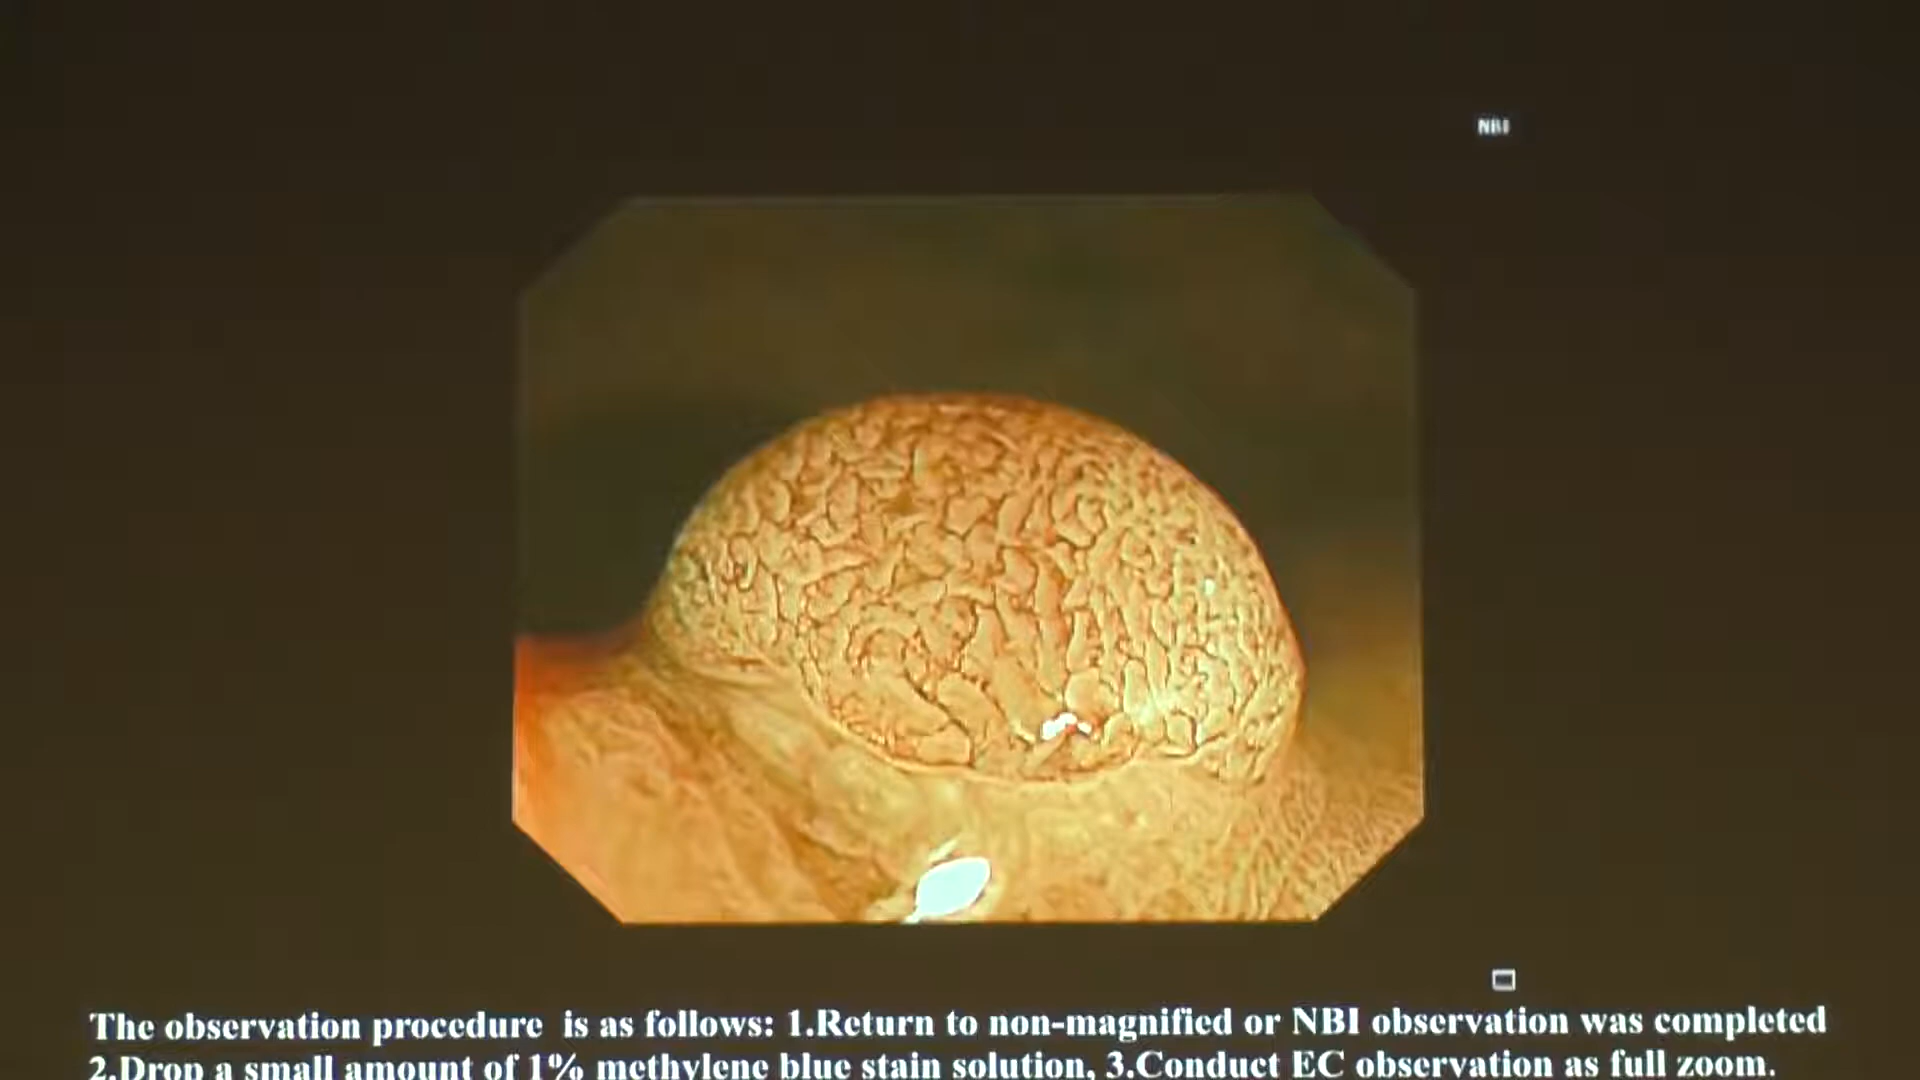 NBI
The observation procedure is as follows: 1.Return to non-magnified or NBI observation was completed
2.Drop a small amount of 1% methylene blue stain solution, 3.Conduct EC observation as full zoom.